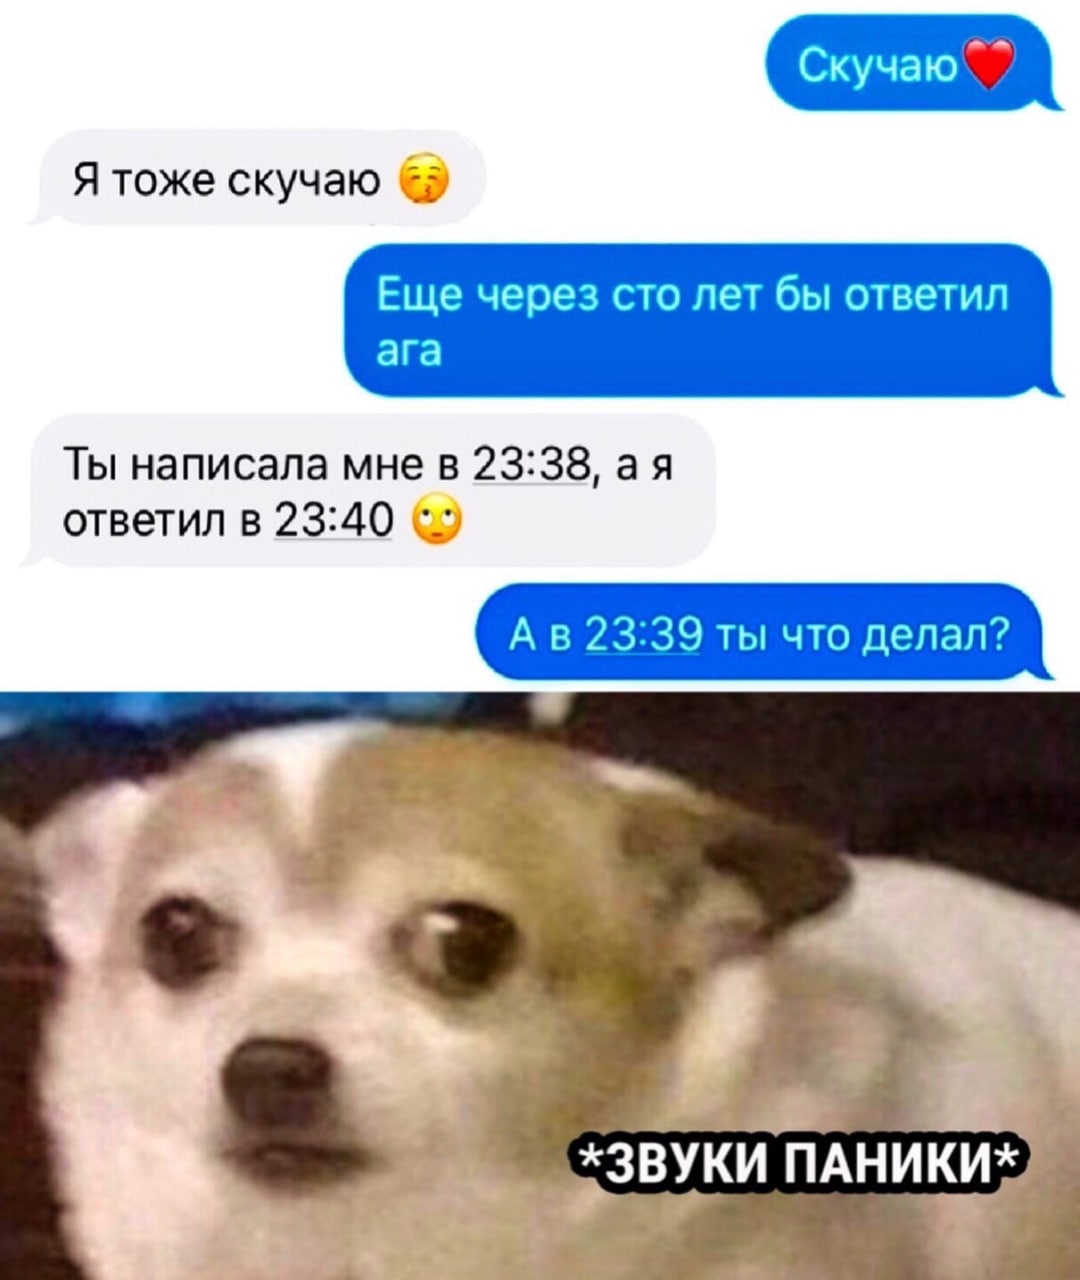 Скучаю❤️
Я тоже скучаю 😚
Еще через сто лет бы ответил
ага
Ты написала мне в 23:38, а я
ответил в 23:40 🙄
А в 23:39 ты что делал?
*ЗВУКИ ПАНИКИ*